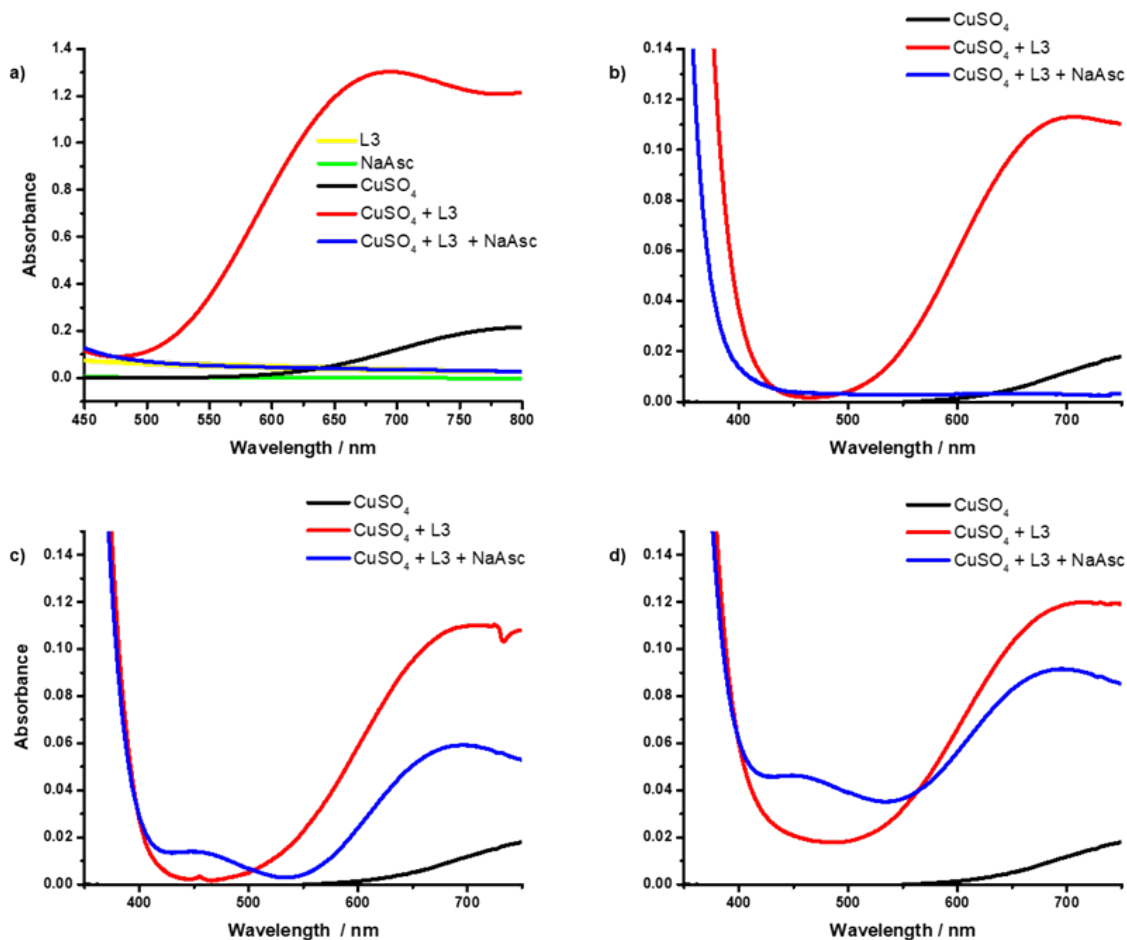 a)
1.4
1.2
1.0
0.8
0.6
0.4
0.2
0.0
Absorbance
450 500 550 600 650 700 750 800
Wavelength / nm
L3
NaAsc
CuSO₄
CuSO₄ + L3
CuSO₄ + L3 + NaAsc
b)
CuSO₄
CuSO₄ + L3
CuSO₄ + L3 + NaAsc
0.14
0.12
0.10
0.08
0.06
0.04
0.02
0.00
400 500 600 700
Wavelength / nm
c)
CuSO₄
CuSO₄ + L3
CuSO₄ + L3 + NaAsc
0.14
0.12
0.10
0.08
0.06
0.04
0.02
0.00
Absorbance
400 500 600 700
Wavelength / nm
d)
CuSO₄
CuSO₄ + L3
CuSO₄ + L3 + NaAsc
0.14
0.12
0.10
0.08
0.06
0.04
0.02
0.00
400 500 600 700
Wavelength / nm